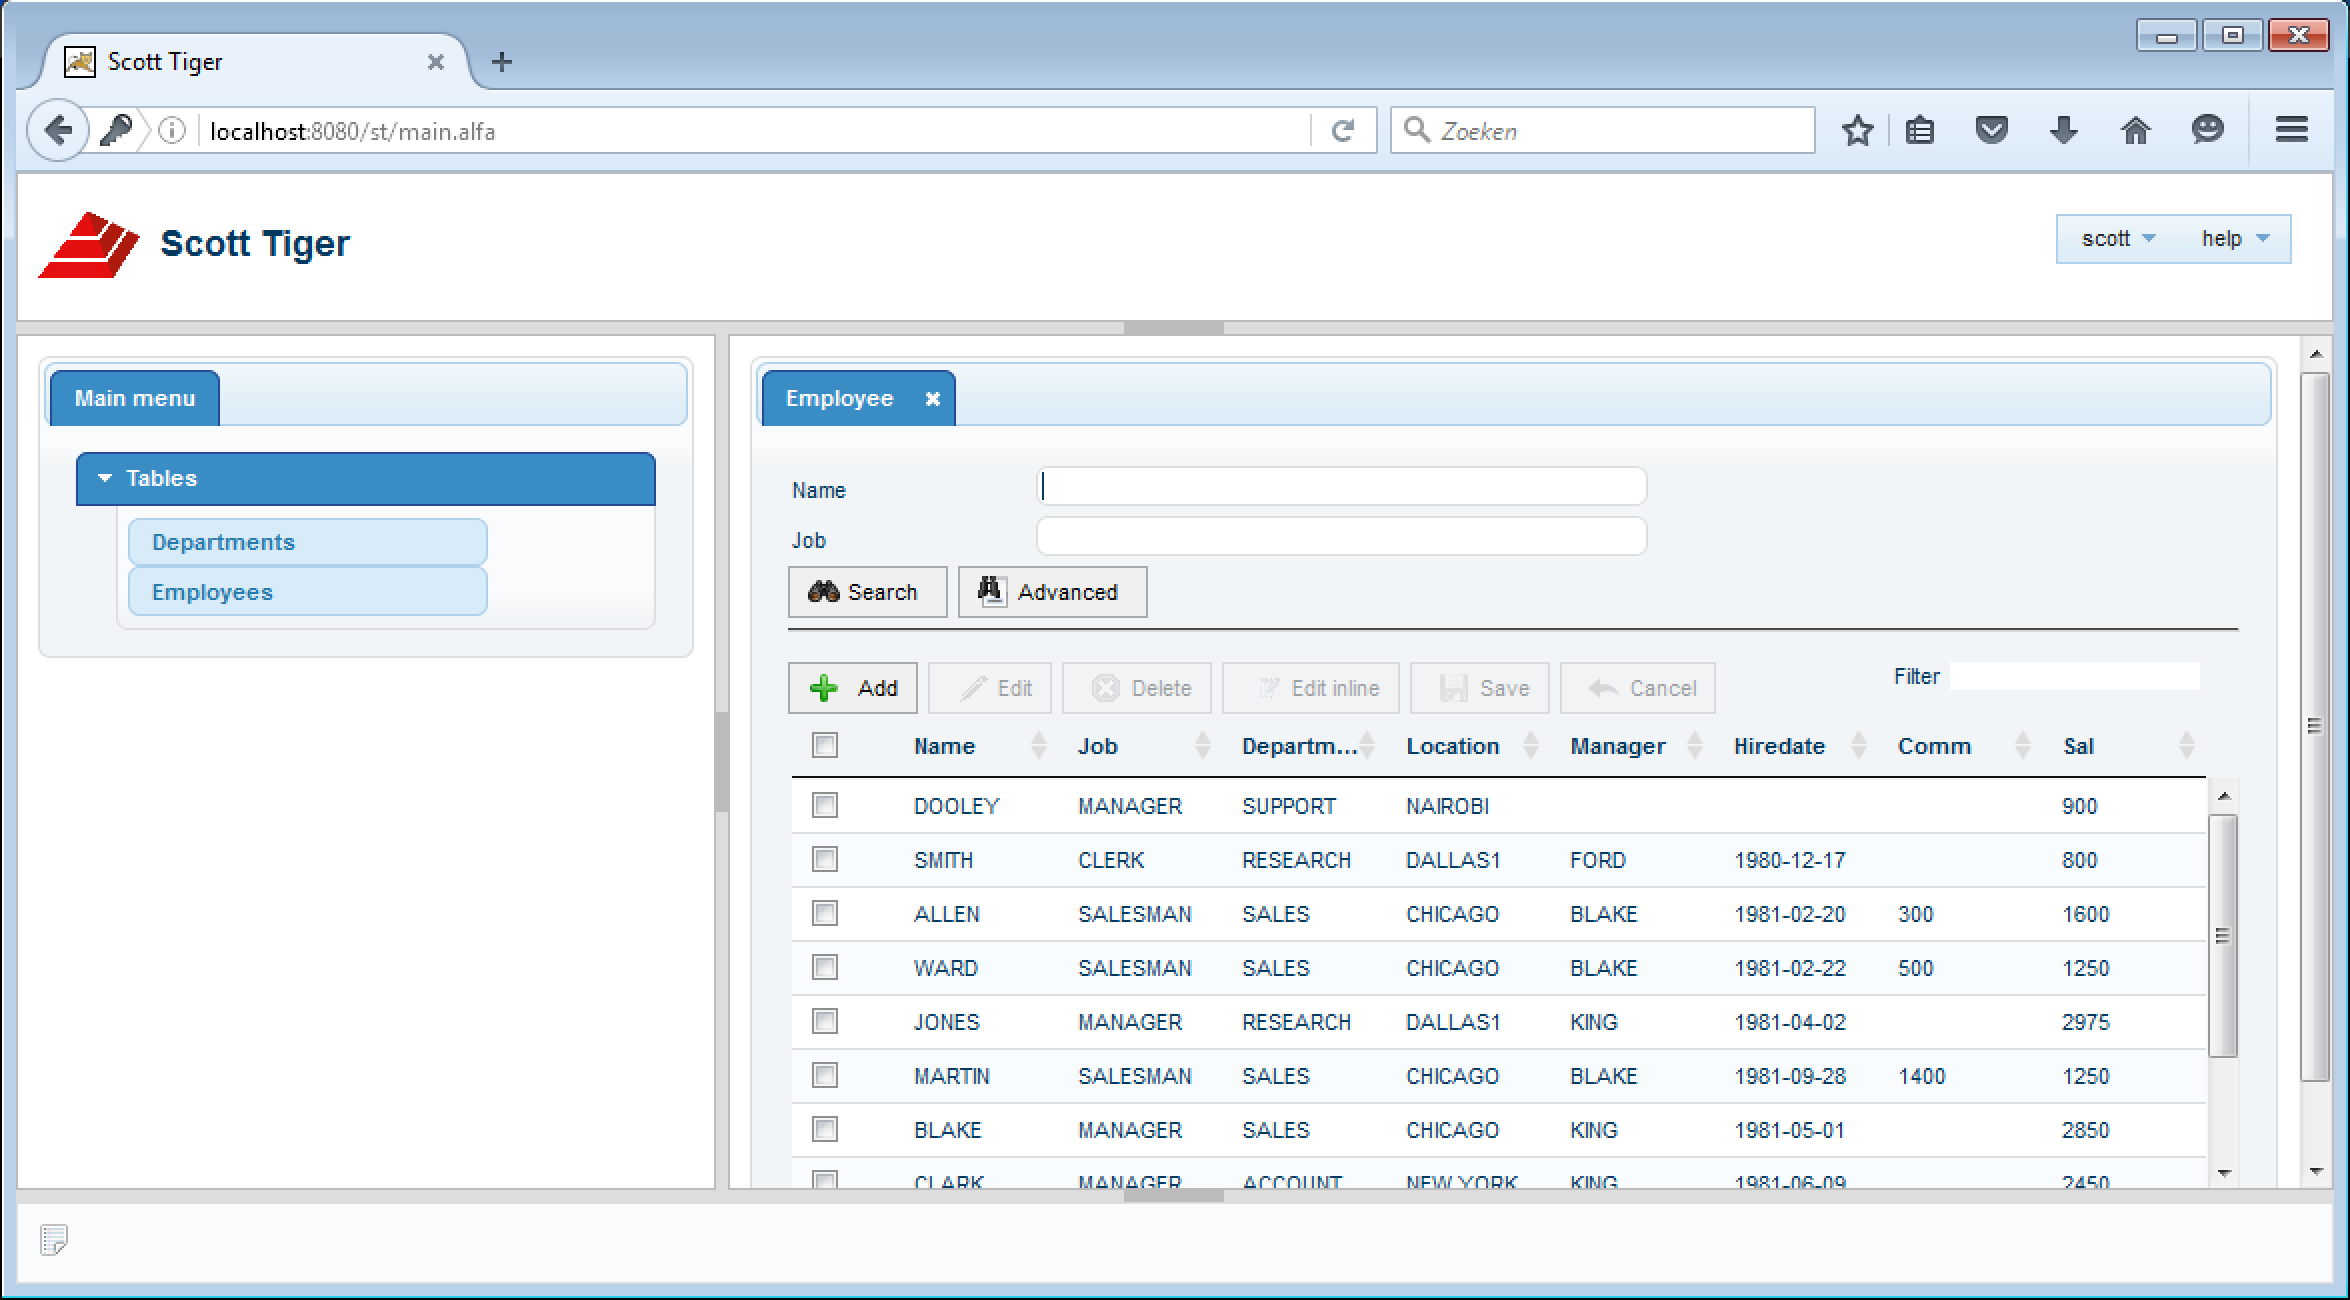 Scott Tiger
localhost:8080/st/main.alfa
Zoeken
Scott Tiger
scott help
Main menu
Tables
Departments
Employees
Employee
Name
Job
Search Advanced
Add Edit Delete Edit inline Save Cancel Filter
Name Job Departm... Location Manager Hiredate Comm Sal
DOOLEY MANAGER SUPPORT NAIROBI 900
SMITH CLERK RESEARCH DALLAS1 FORD 1980-12-17 800
ALLEN SALESMAN SALES CHICAGO BLAKE 1981-02-20 300 1600
WARD SALESMAN SALES CHICAGO BLAKE 1981-02-22 500 1250
JONES MANAGER RESEARCH DALLAS1 KING 1981-04-02 2975
MARTIN SALESMAN SALES CHICAGO BLAKE 1981-09-28 1400 1250
BLAKE MANAGER SALES CHICAGO KING 1981-05-01 2850
CLARK MANAGER ACCOUNT NEW YORK KING 1981-06-09 2450